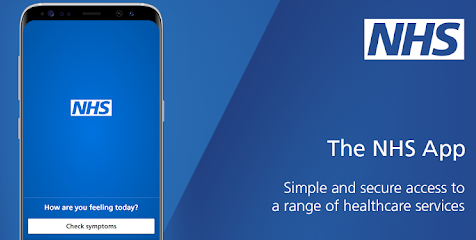 NHS
How are you feeling today?
Check symptoms
NHS
The NHS App
Simple and secure access to
a range of healthcare services